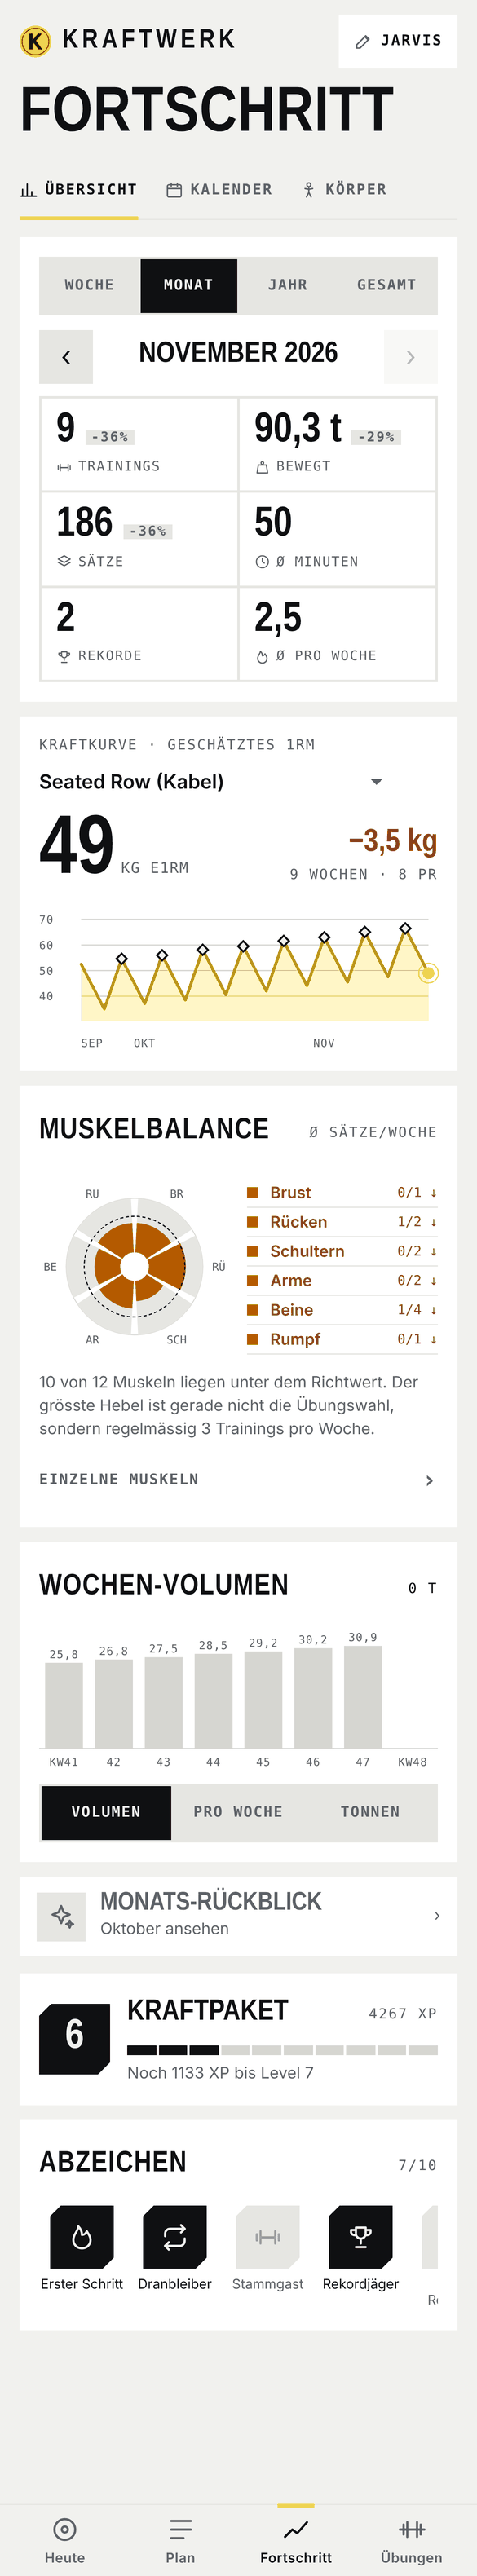 K KRAFTWERK
JARVIS
FORTSCHRITT
ÜBERSICHT KALENDER KÖRPER
WOCHE MONAT JAHR GESAMT
‹ NOVEMBER 2026 ›
9 -36% 90,3 t -29%
TRAININGS BEWEGT
186 -36% 50
SÄTZE Ø MINUTEN
2 2,5
REKORDE Ø PRO WOCHE
KRAFTKURVE · GESCHÄTZTES 1RM
Seated Row (Kabel)
49 KG E1RM −3,5 kg
9 WOCHEN · 8 PR
70
60
50
40
SEP OKT NOV
MUSKELBALANCE Ø SÄTZE/WOCHE
RU BR
BE RÜ
AR SCH
Brust 0/1 ↓
Rücken 1/2 ↓
Schultern 0/2 ↓
Arme 0/2 ↓
Beine 1/4 ↓
Rumpf 0/1 ↓
10 von 12 Muskeln liegen unter dem Richtwert. Der
grösste Hebel ist gerade nicht die Übungswahl,
sondern regelmässig 3 Trainings pro Woche.
EINZELNE MUSKELN ›
WOCHEN-VOLUMEN 0 T
25,8 26,8 27,5 28,5 29,2 30,2 30,9
KW41 42 43 44 45 46 47 KW48
VOLUMEN PRO WOCHE TONNEN
MONATS-RÜCKBLICK
Oktober ansehen ›
6 KRAFTPAKET 4267 XP
Noch 1133 XP bis Level 7
ABZEICHEN 7/10
Erster Schritt Dranbleiber Stammgast Rekordjäger
Heute Plan Fortschritt Übungen